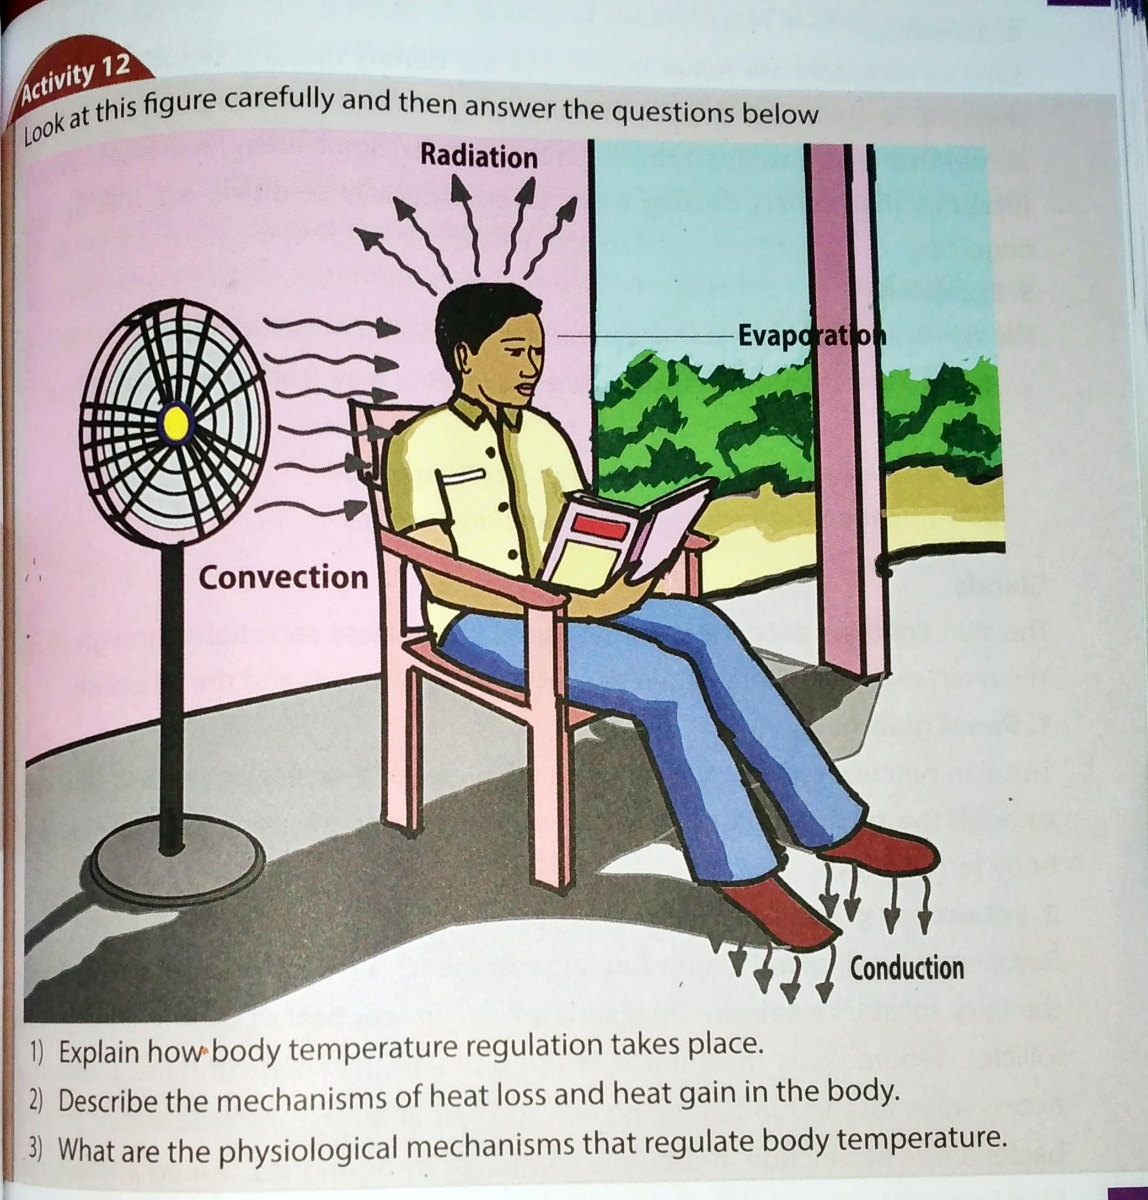 Activity 12
Look at this figure carefully and then answer the questions below
Radiation
Evaporation
Convection
Conduction
1) Explain how body temperature regulation takes place.
2) Describe the mechanisms of heat loss and heat gain in the body.
3) What are the physiological mechanisms that regulate body temperature.